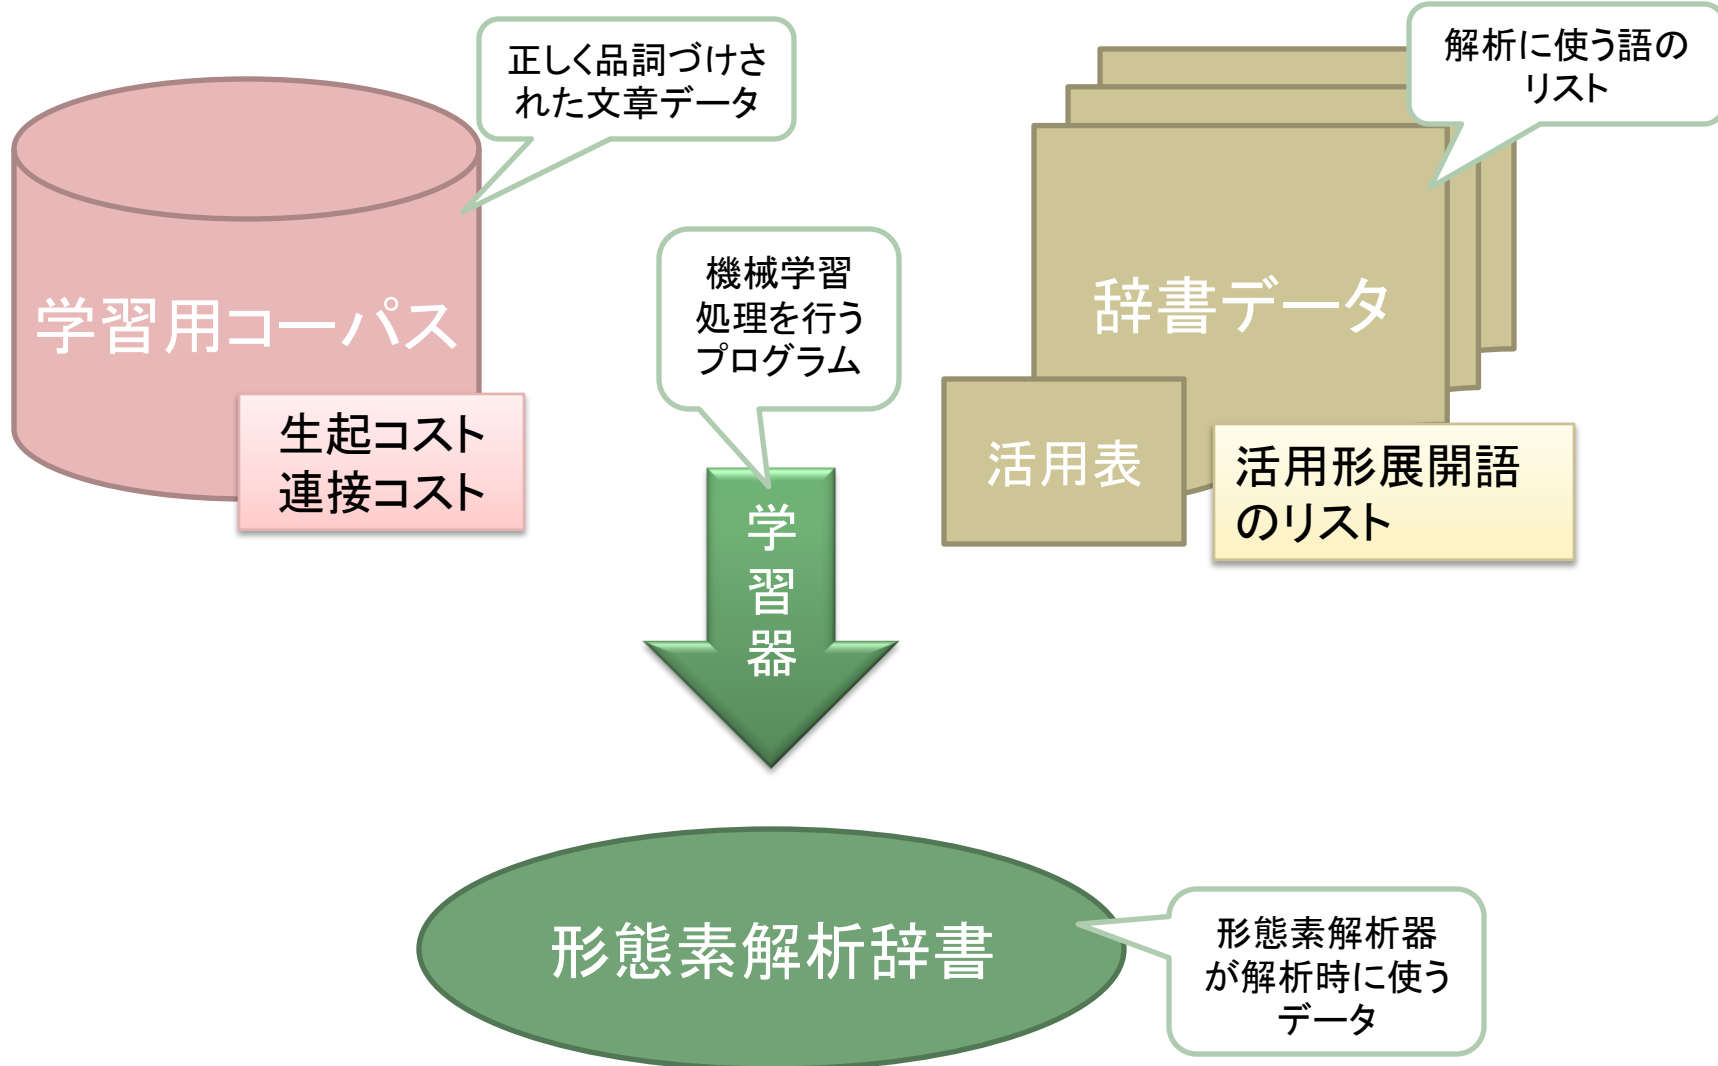 正しく品詞づけさ
れた文章データ
解析に使う語の
リスト
学習用コーパス
機械学習
処理を行う
プログラム
辞書データ
生起コスト
連接コスト
活用表
活用形展開語
のリスト
学
習
器
形態素解析辞書
形態素解析器
が解析時に使う
データ